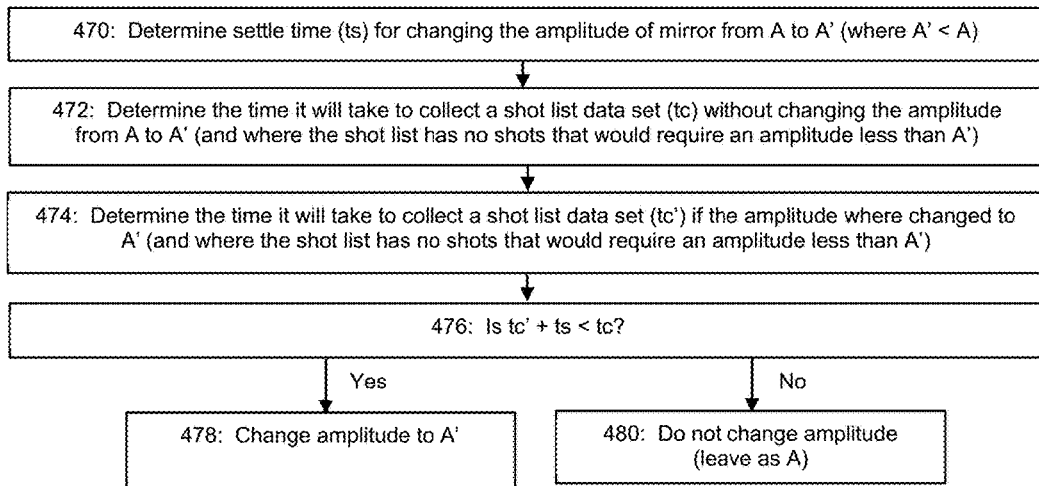 470: Determine settle time (ts) for changing the amplitude of mirror from A to A' (where A' < A)
472: Determine the time it will take to collect a shot list data set (tc) without changing the amplitude
from A to A' (and where the shot list has no shots that would require an amplitude less than A')
474: Determine the time it will take to collect a shot list data set (tc') if the amplitude where changed to
A' (and where the shot list has no shots that would require an amplitude less than A')
476: Is tc' + ts < tc?
Yes
No
478: Change amplitude to A'
480: Do not change amplitude
(leave as A)